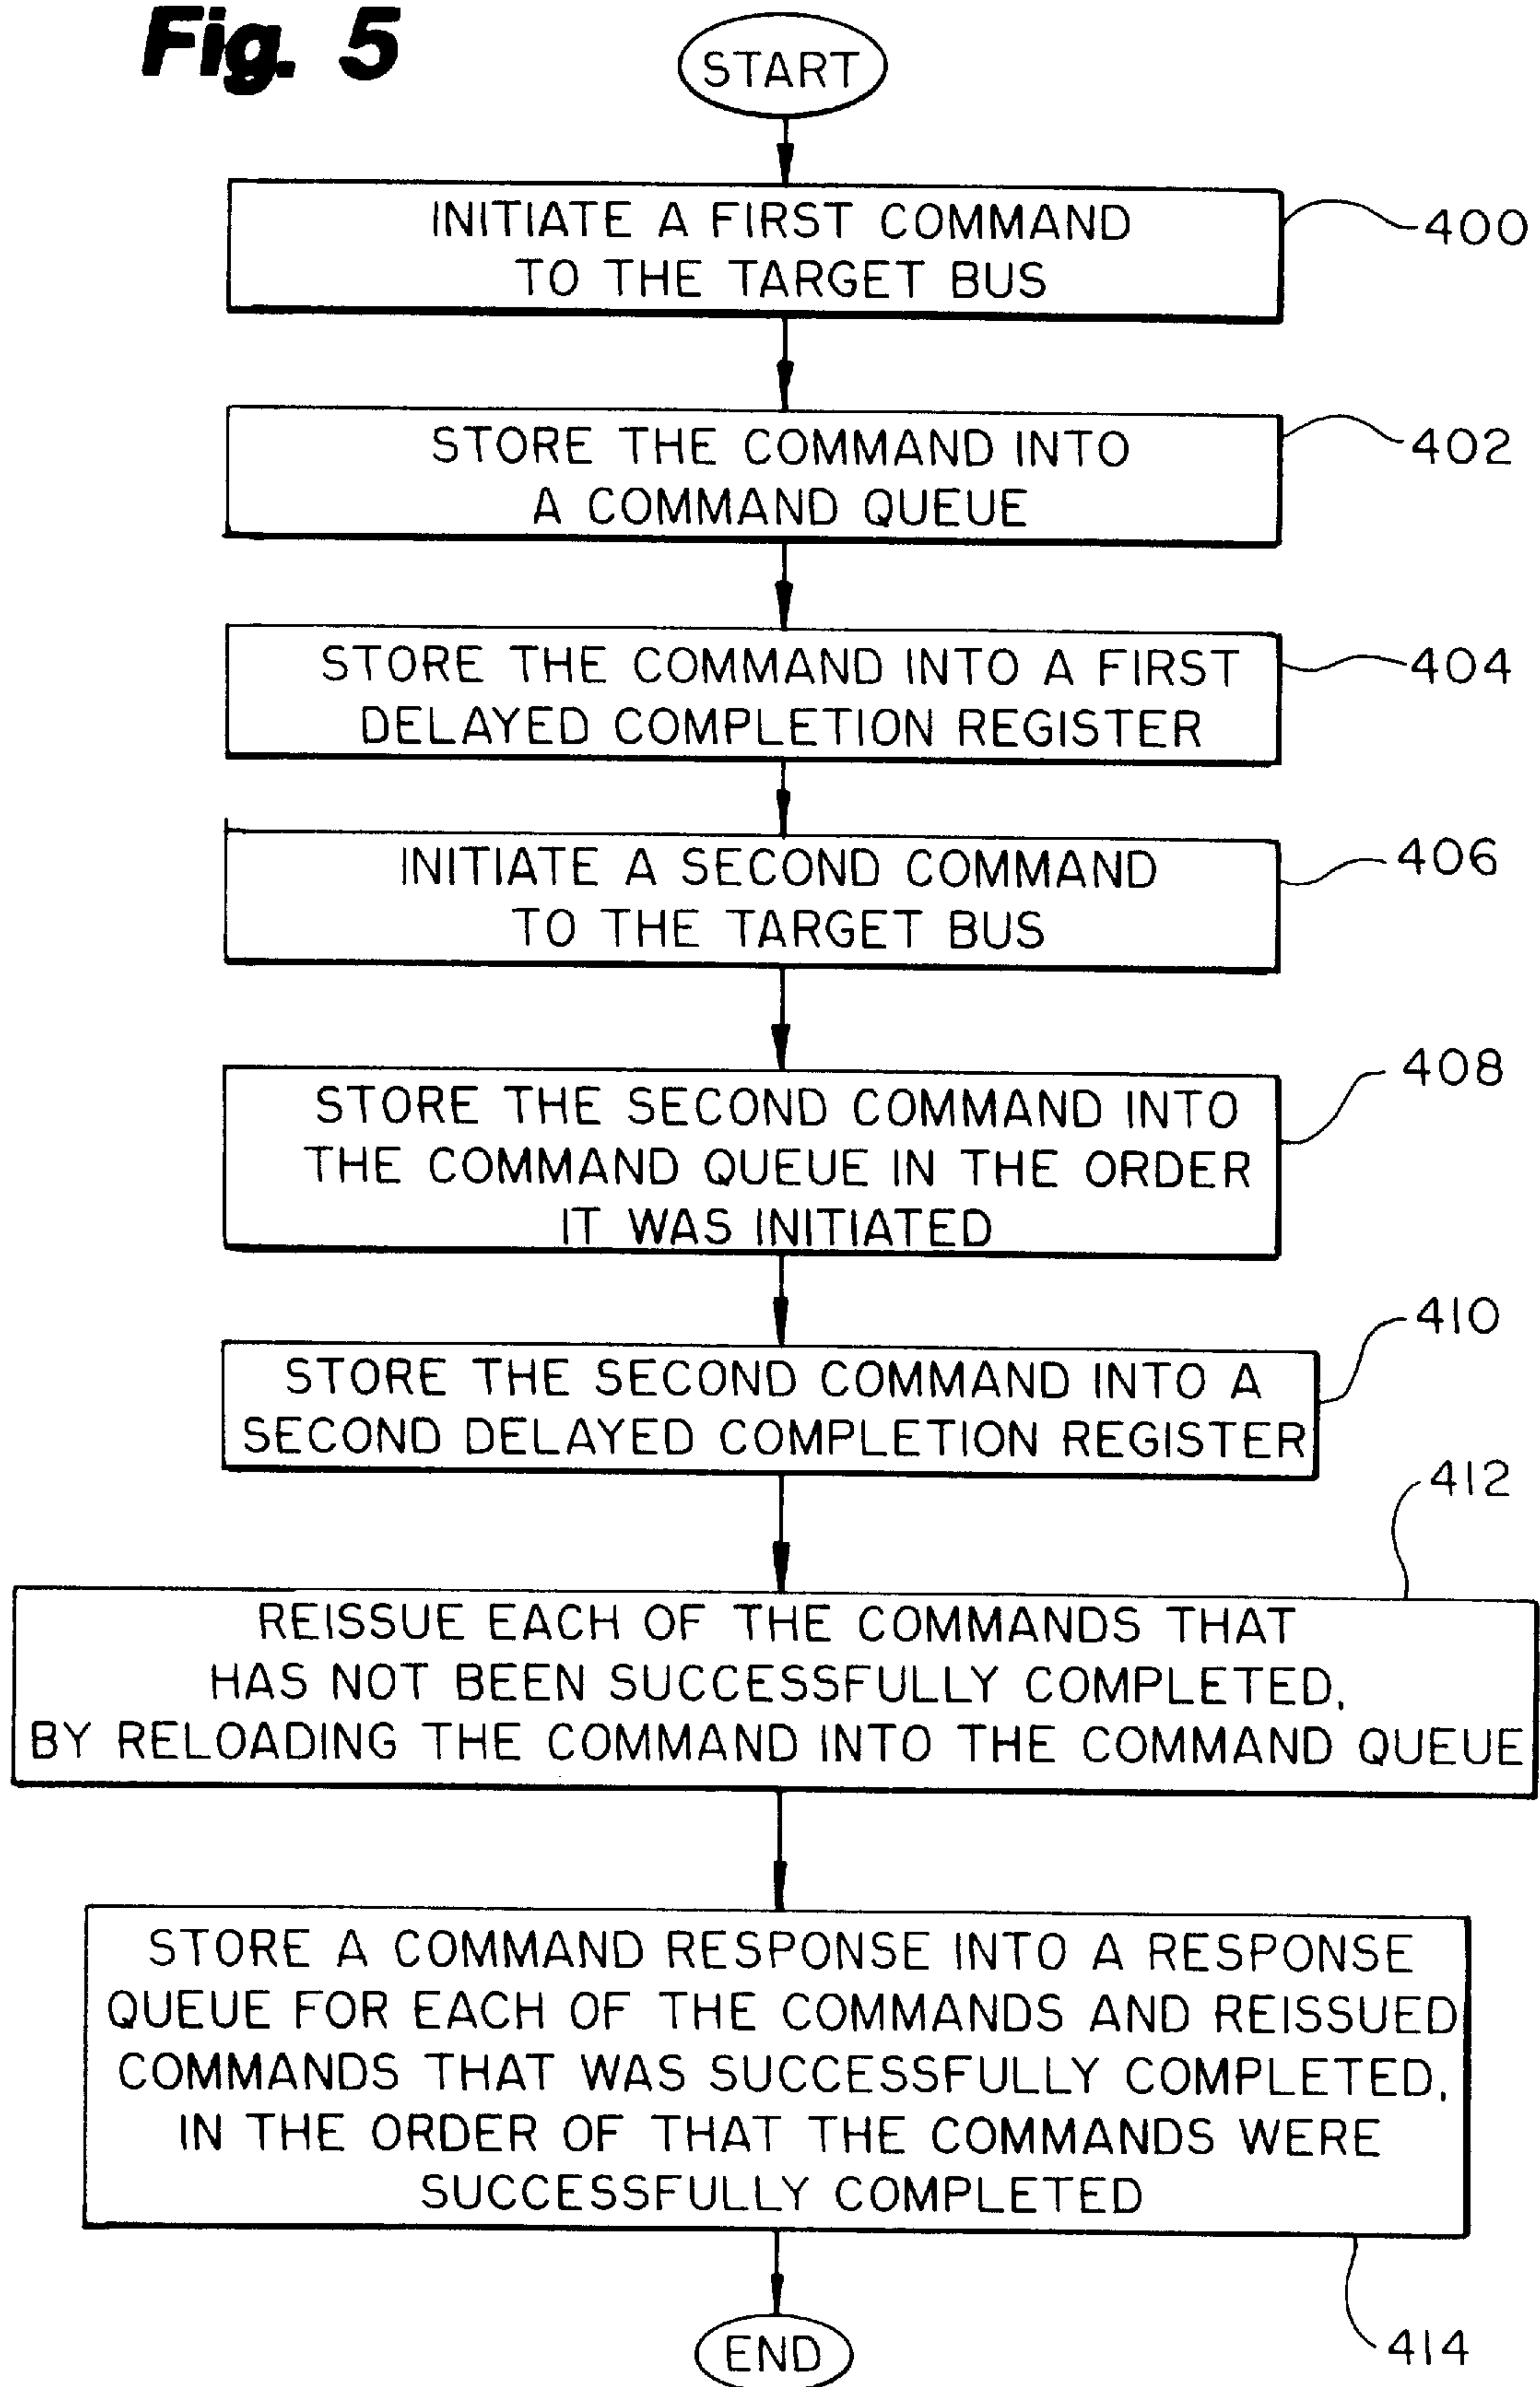 Fig. 5
START
INITIATE A FIRST COMMAND
TO THE TARGET BUS
400
STORE THE COMMAND INTO
A COMMAND QUEUE
402
STORE THE COMMAND INTO A FIRST
DELAYED COMPLETION REGISTER
404
INITIATE A SECOND COMMAND
TO THE TARGET BUS
406
STORE THE SECOND COMMAND INTO
THE COMMAND QUEUE IN THE ORDER
IT WAS INITIATED
408
STORE THE SECOND COMMAND INTO A
SECOND DELAYED COMPLETION REGISTER
410
REISSUE EACH OF THE COMMANDS THAT
HAS NOT BEEN SUCCESSFULLY COMPLETED,
BY RELOADING THE COMMAND INTO THE COMMAND QUEUE
412
STORE A COMMAND RESPONSE INTO A RESPONSE
QUEUE FOR EACH OF THE COMMANDS AND REISSUED
COMMANDS THAT WAS SUCCESSFULLY COMPLETED,
IN THE ORDER OF THAT THE COMMANDS WERE
SUCCESSFULLY COMPLETED
414
END